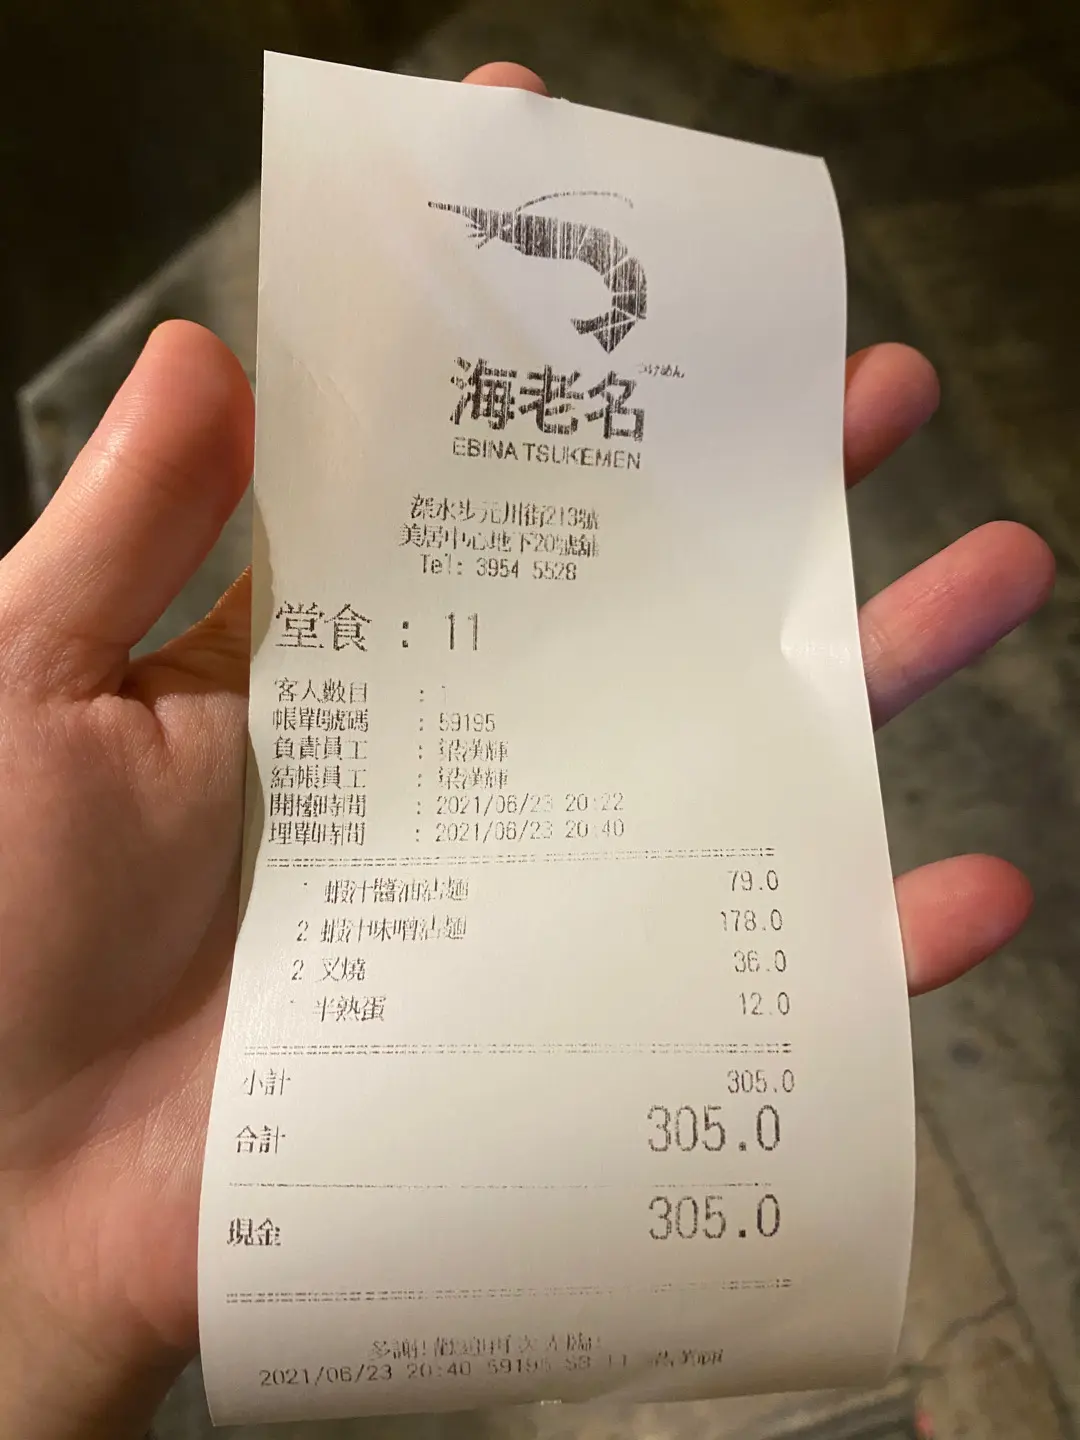 つけめん
海老名
EBINA TSUKEMEN
深水步元州街213號
美居中心地下20號舖
Tel: 3954 5528
堂食 : 11
客人數目 : 1
帳單號碼 : 59195
負責員工 : 梁漢輝
結帳員工 : 梁漢輝
開檯時間 : 2021/06/23 20:22
埋單時間 : 2021/06/23 20:40
1 蝦汁醬油沾麵 79.0
2 蝦汁味噌沾麵 178.0
2 叉燒 36.0
1 半熟蛋 12.0
小計 305.0
合計 305.0
現金 305.0
多謝!歡迎再次光臨!
2021/06/23 20:40 59195 11